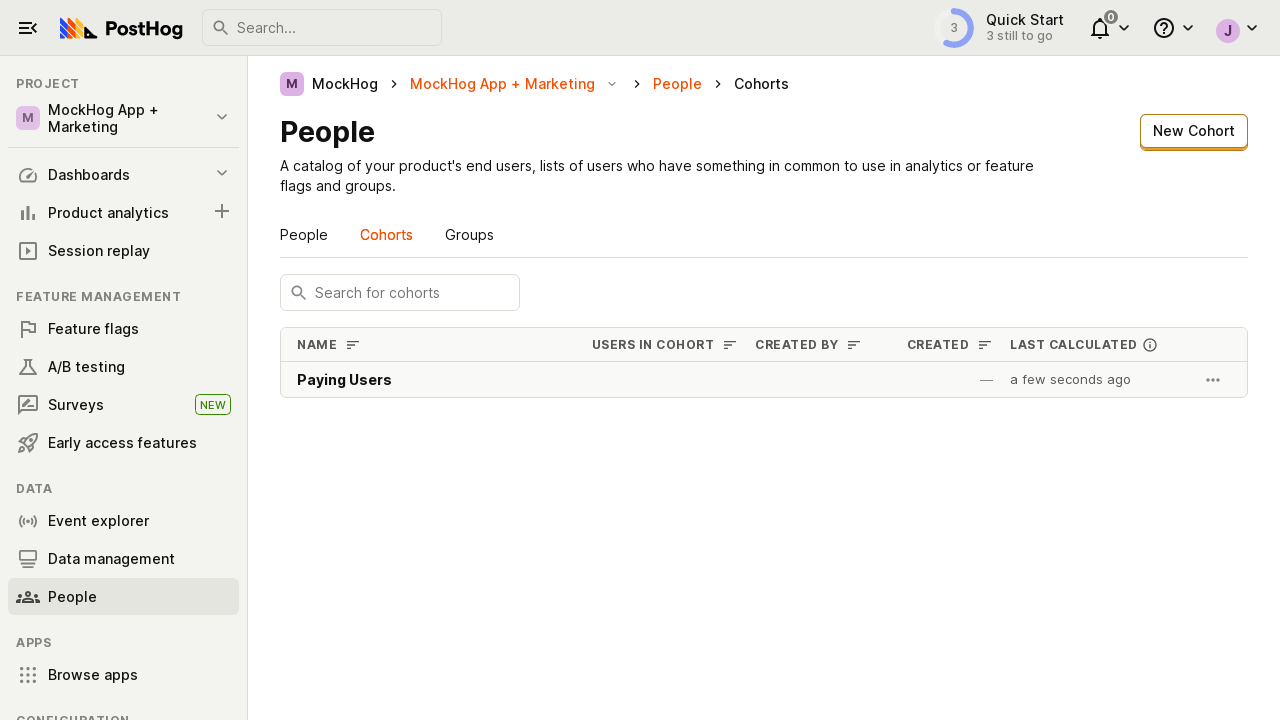 PostHog
Search...
3
Quick Start
3 still to go
0
J
PROJECT
M
MockHog App +
Marketing
Dashboards
Product analytics
Session replay
FEATURE MANAGEMENT
Feature flags
A/B testing
Surveys
NEW
Early access features
DATA
Event explorer
Data management
People
APPS
Browse apps
CONFIGURATION
M MockHog
MockHog App + Marketing
People
Cohorts
People
New Cohort
A catalog of your product's end users, lists of users who have something in common to use in analytics or feature
flags and groups.
People Cohorts Groups
Search for cohorts
NAME USERS IN COHORT CREATED BY CREATED LAST CALCULATED
Paying Users — a few seconds ago